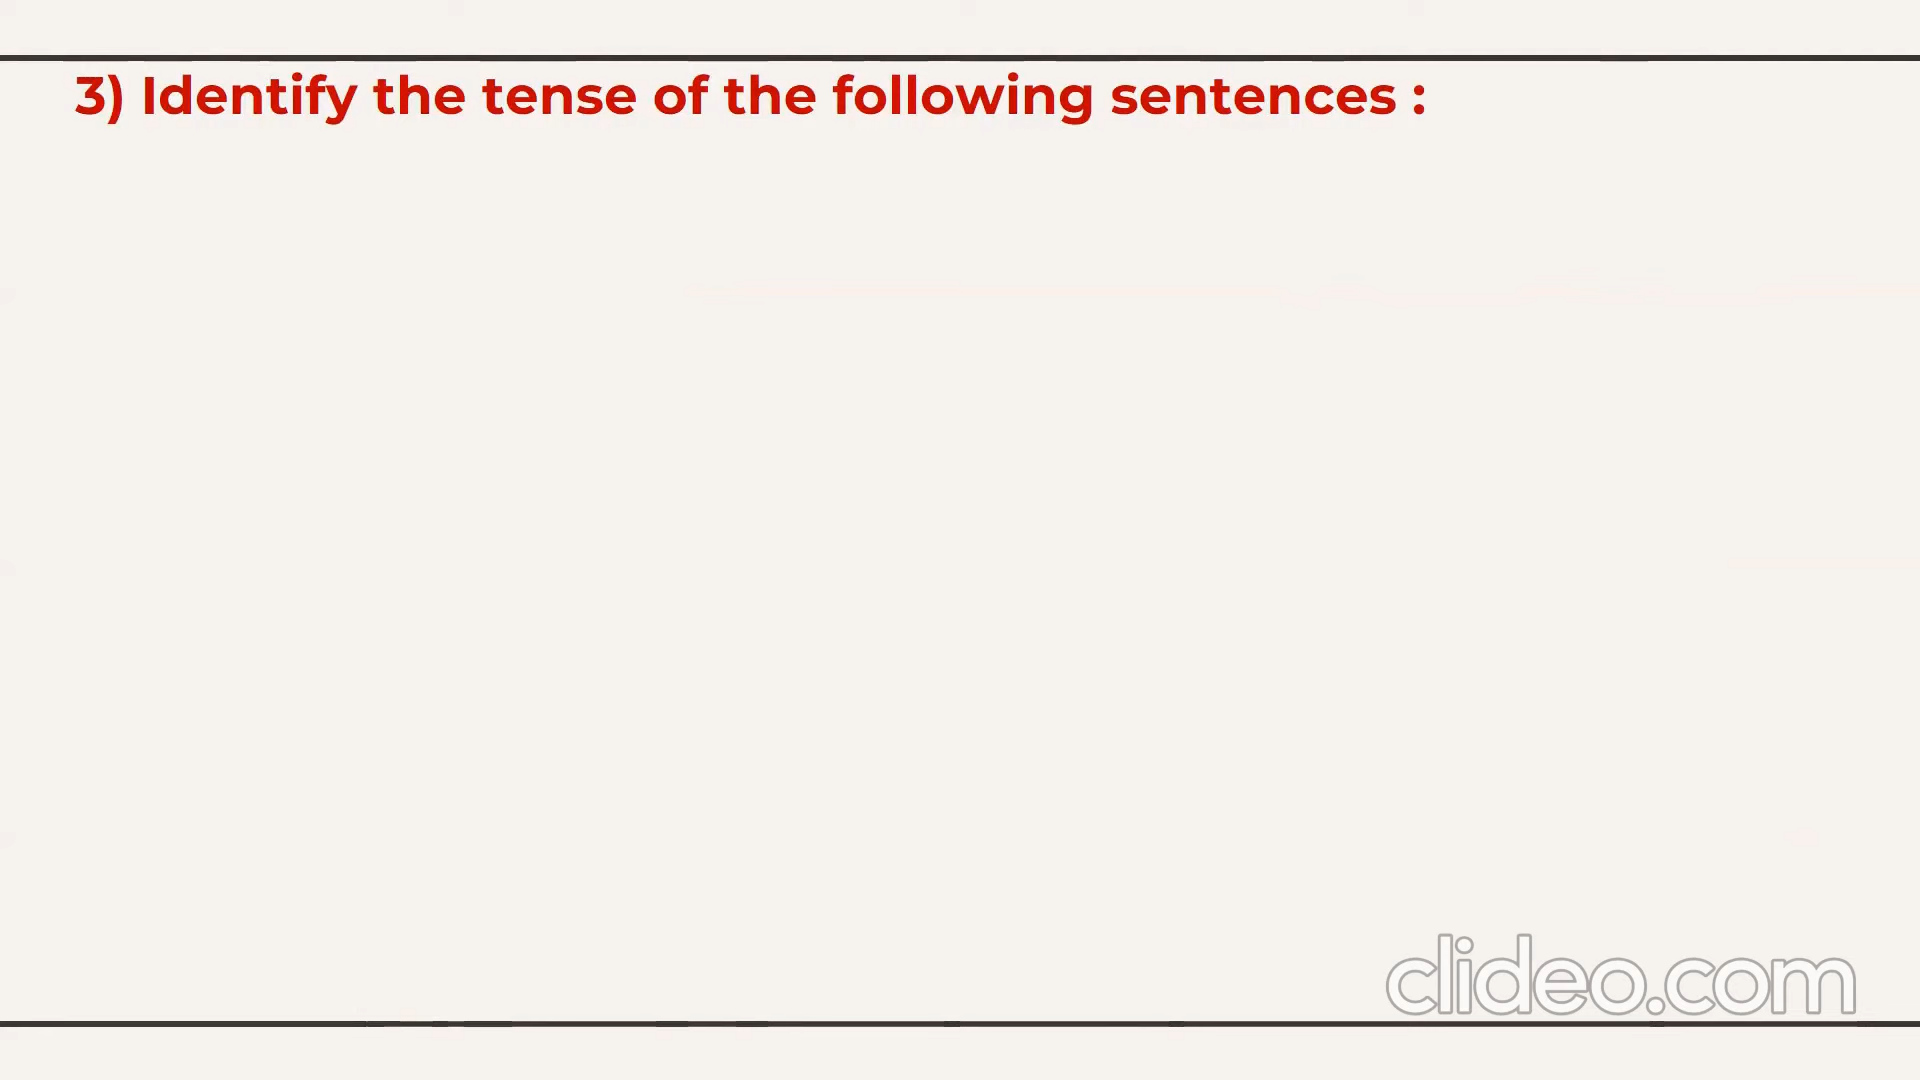 3) Identify the tense of the following sentences :
clideo.com